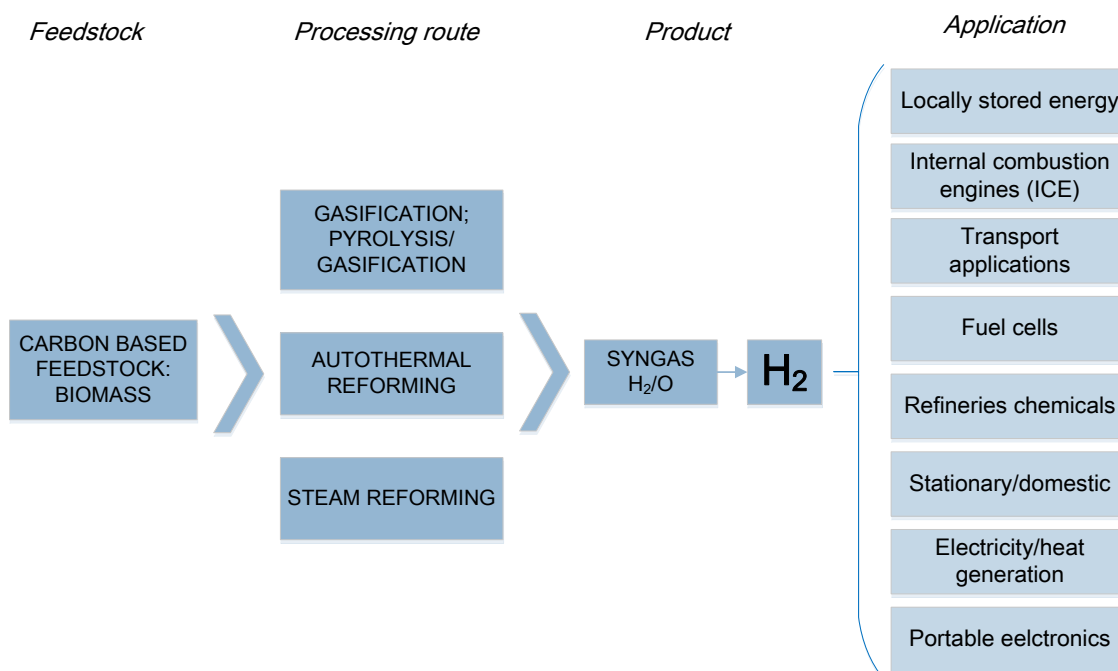 Feedstock
Processing route
Product
Application
CARBON BASED
FEEDSTOCK:
BIOMASS
GASIFICATION;
PYROLYSIS/
GASIFICATION
AUTOTHERMAL
REFORMING
STEAM REFORMING
SYNGAS
H₂/O
H₂
Locally stored energy
Internal combustion
engines (ICE)
Transport
applications
Fuel cells
Refineries chemicals
Stationary/domestic
Electricity/heat
generation
Portable eelctronics